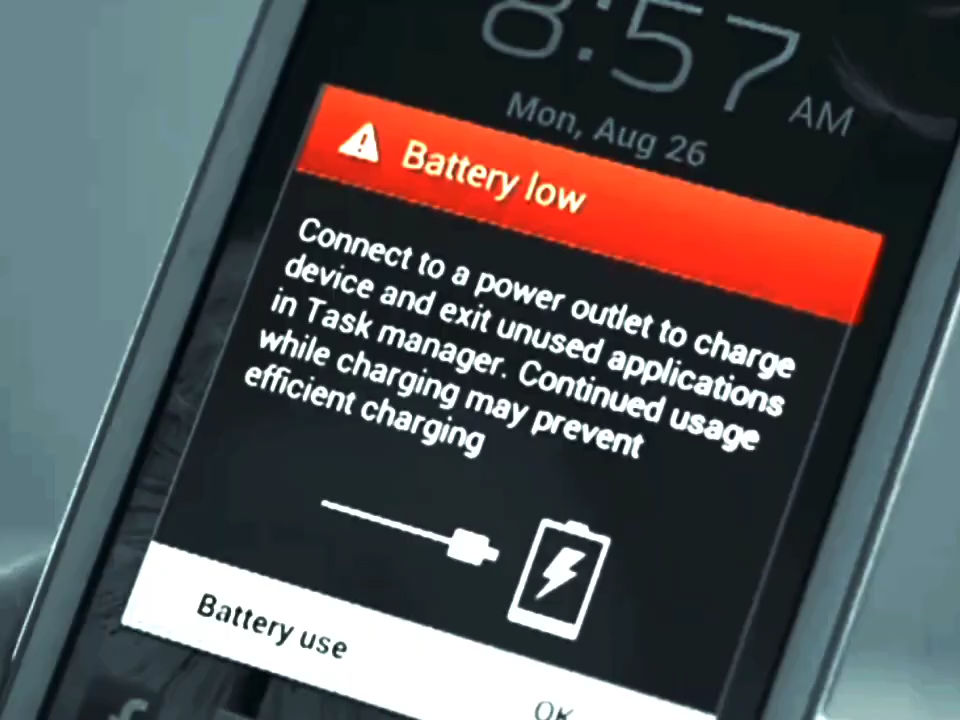 8:57 AM
Mon, Aug 26
Battery low
Connect to a power outlet to charge
device and exit unused applications
in Task manager. Continued usage
while charging may prevent
efficient charging
Battery use
OK